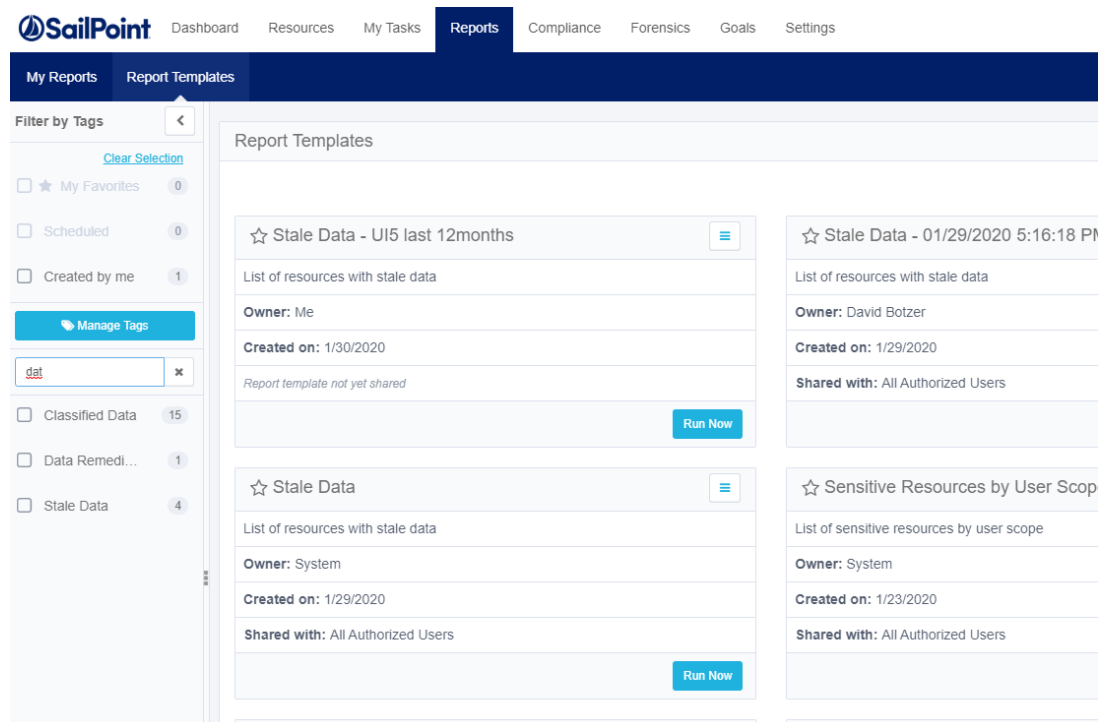 SailPoint Dashboard Resources My Tasks Reports Compliance Forensics Goals Settings
My Reports Report Templates
Filter by Tags
Clear Selection
My Favorites 0
Scheduled 0
Created by me 1
Manage Tags
dat
Classified Data 15
Data Remedi... 1
Stale Data 4
Report Templates
Stale Data - UI5 last 12months
List of resources with stale data
Owner: Me
Created on: 1/30/2020
Report template not yet shared
Run Now
Stale Data - 01/29/2020 5:16:18 PM
List of resources with stale data
Owner: David Botzer
Created on: 1/29/2020
Shared with: All Authorized Users
Stale Data
List of resources with stale data
Owner: System
Created on: 1/29/2020
Shared with: All Authorized Users
Run Now
Sensitive Resources by User Scope
List of sensitive resources by user scope
Owner: System
Created on: 1/23/2020
Shared with: All Authorized Users